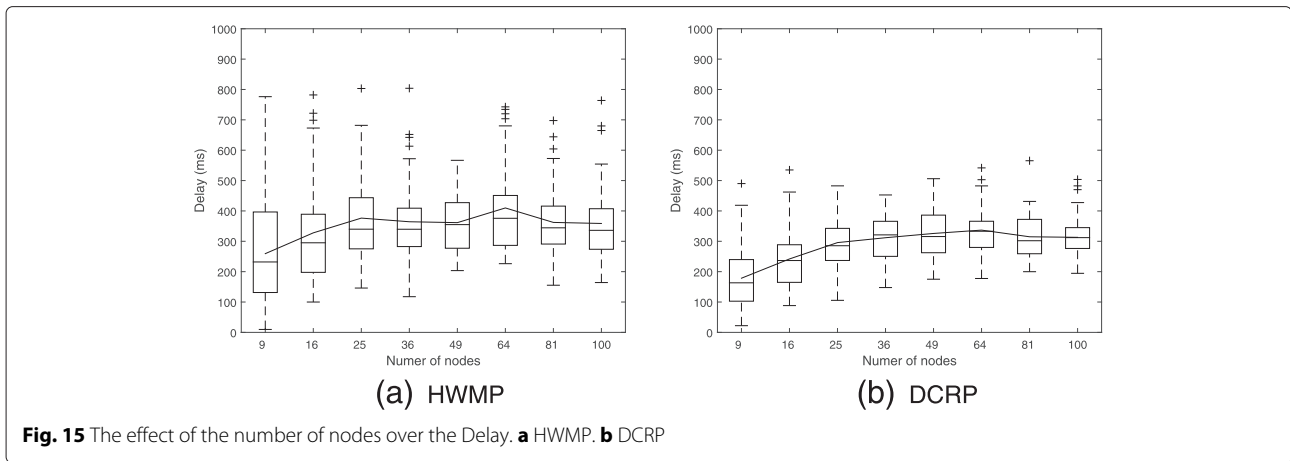 1000
900
800
700
600
500
400
300
200
100
0
Delay (ms)
9 16 25 36 49 64 81 100
Numer of nodes
(a) HWMP
1000
900
800
700
600
500
400
300
200
100
0
Delay (ms)
9 16 25 36 49 64 81 100
Numer of nodes
(b) DCRP
Fig. 15 The effect of the number of nodes over the Delay. a HWMP. b DCRP